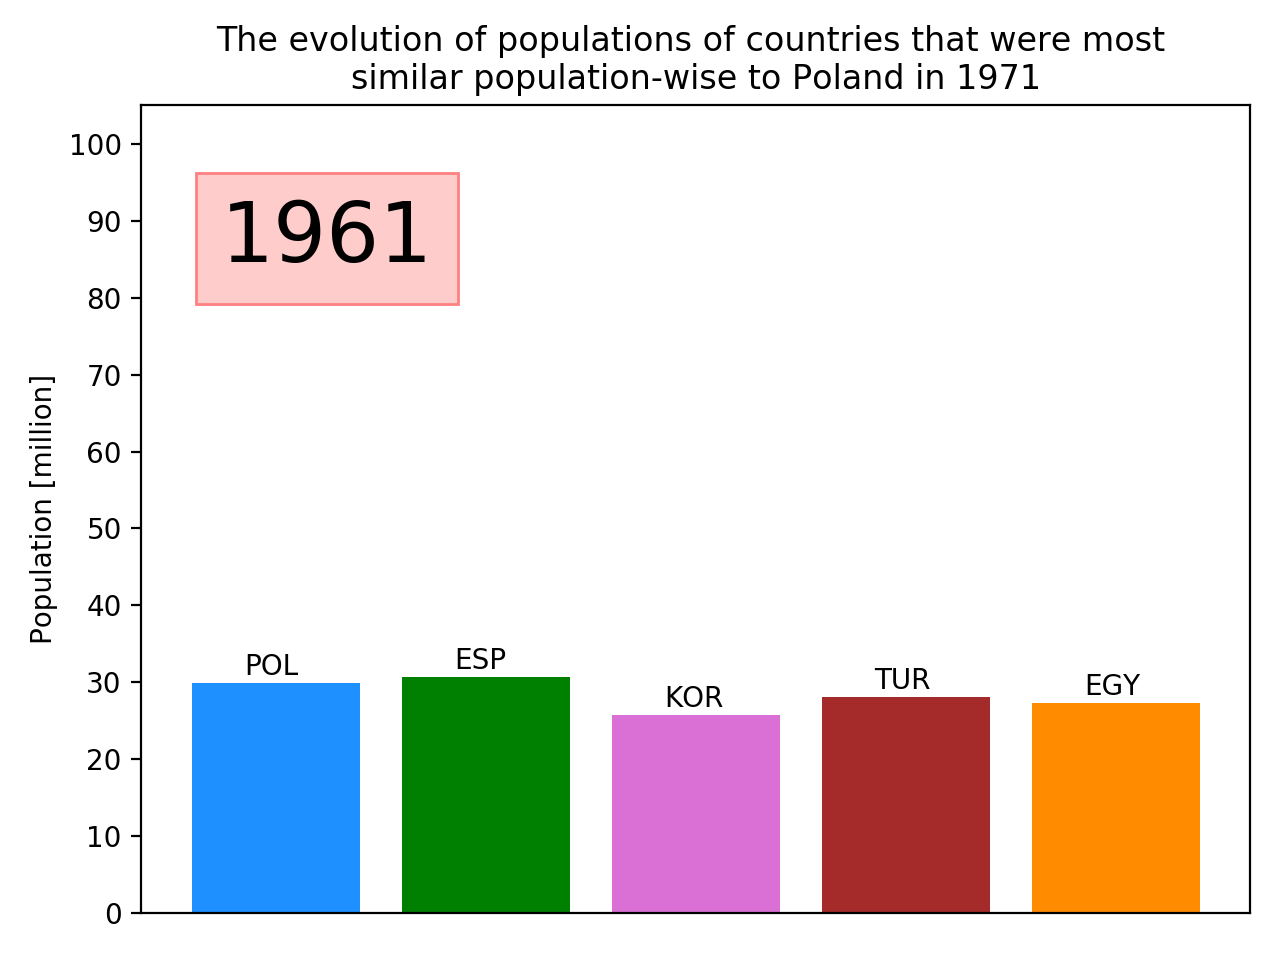 The evolution of populations of countries that were most
similar population-wise to Poland in 1971
100
90
80
70
60
50
40
30
20
10
0
Population [million]
1961
POL
ESP
KOR
TUR
EGY